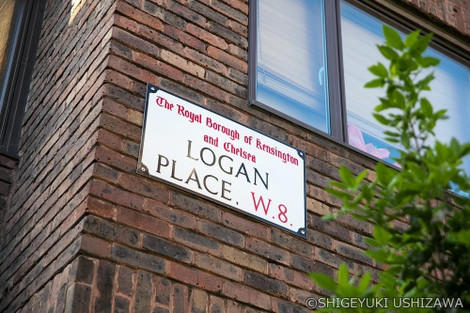 The Royal Borough of Kensington
and Chelsea
LOGAN
PLACE, W.8.
©SHIGEYUKI USHIZAWA